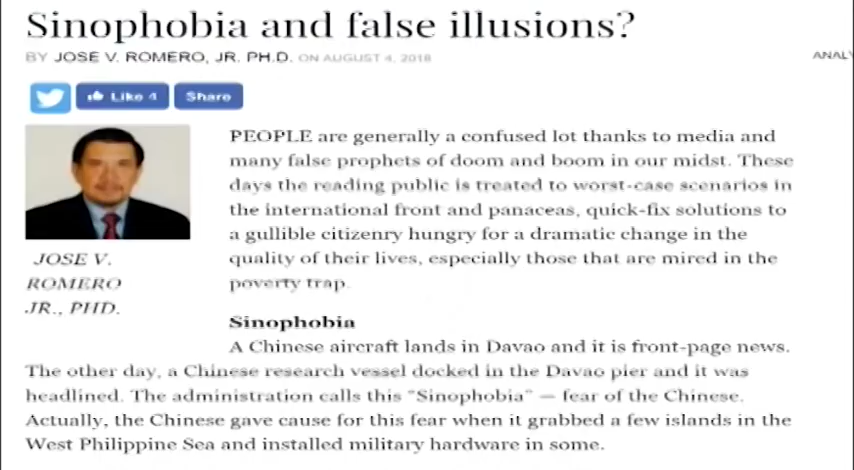 Sinophobia and false illusions?
BY JOSE V. ROMERO, JR. PH.D. ON AUGUST 4, 2018
ANALY
Like 4
Share
PEOPLE are generally a confused lot thanks to media and
many false prophets of doom and boom in our midst. These
days the reading public is treated to worst-case scenarios in
the international front and panaceas, quick-fix solutions to
a gullible citizenry hungry for a dramatic change in the
quality of their lives, especially those that are mired in the
poverty trap.
JOSE V.
ROMERO
JR., PHD.
Sinophobia
A Chinese aircraft lands in Davao and it is front-page news.
The other day, a Chinese research vessel docked in the Davao pier and it was
headlined. The administration calls this "Sinophobia" — fear of the Chinese.
Actually, the Chinese gave cause for this fear when it grabbed a few islands in the
West Philippine Sea and installed military hardware in some.